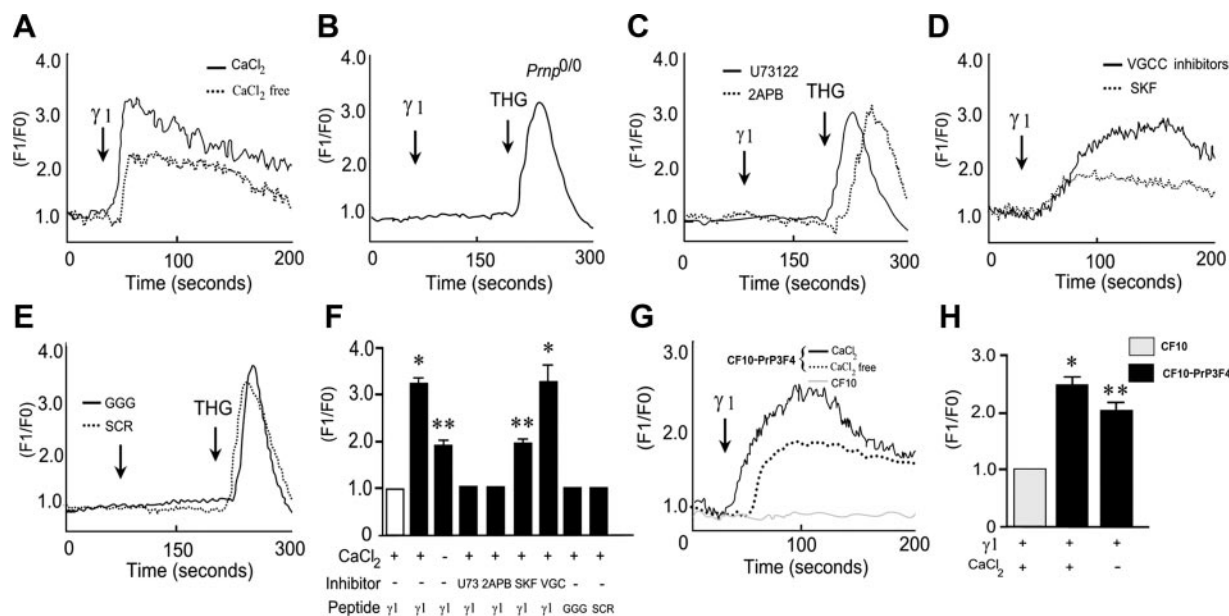 A
(F1/F0)
4.0
3.0
2.0
1.0
CaCl2
CaCl2 free
γ1
0 100 200
Time (seconds)
B
(F1/F0)
4.0
3.0
2.0
1.0
Prnp0/0
THG
γ1
0 150 300
Time (seconds)
C
(F1/F0)
4.0
3.0
2.0
1.0
U73122
2APB
THG
γ1
0 150 300
Time (seconds)
D
(F1/F0)
4.0
3.0
2.0
1.0
VGCC inhibitors
SKF
γ1
0 100 200
Time (seconds)
E
(F1/F0)
4.0
3.0
2.0
1.0
GGG
SCR
THG
0 150 300
Time (seconds)
F
(F1/F0)
4.0
3.0
2.0
1.0
0
* ** ** *
CaCl2 + + - + + + + + +
Inhibitor - - - U73 2APB SKF VGC - -
Peptide γ1 γ1 γ1 γ1 γ1 γ1 γ1 GGG SCR
G
(F1/F0)
3.0
2.0
1.0
CF10-PrP3F4 { CaCl2
CaCl2 free
CF10
γ1
0 100 200
Time (seconds)
H
(F1/F0)
3.0
2.0
1.0
0
CF10
CF10-PrP3F4
* **
γ1 + + +
CaCl2 + + -